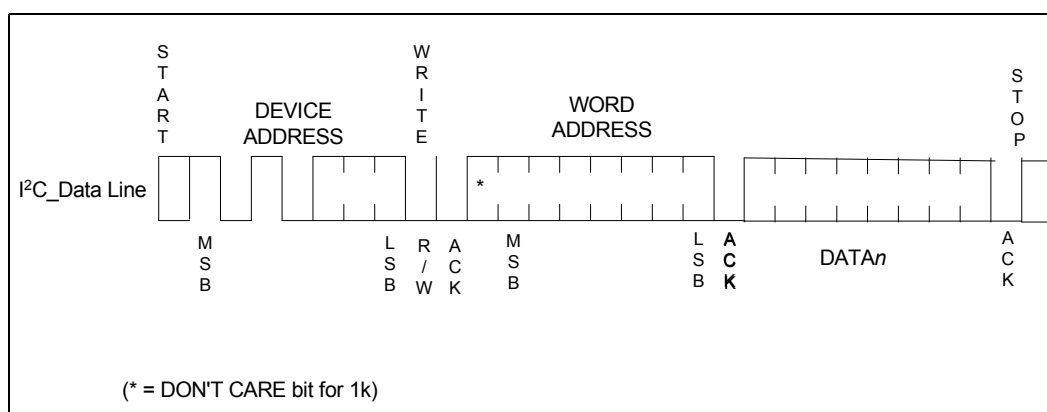 START
WRITE
STOP
DEVICE
ADDRESS
WORD
ADDRESS
I²C_Data Line
*
MSB
LSB
R/W
ACK
MSB
LSB
ACK
DATAn
ACK
(* = DON'T CARE bit for 1k)